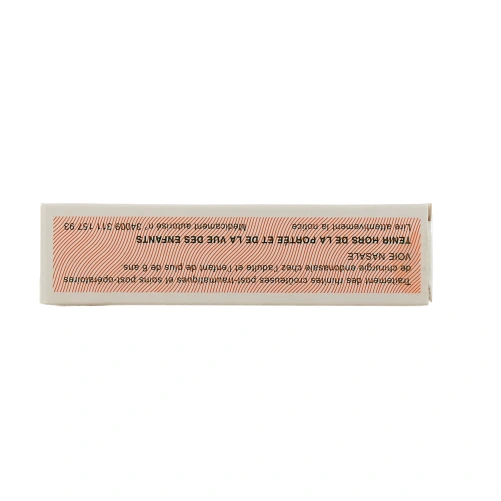 Traitement des rhinites croûteuses post-traumatiques et soins post-opératoires
de chirurgie endonasale chez l'adulte et l'enfant de plus de 6 ans
VOIE NASALE
TENIR HORS DE LA PORTÉE ET DE LA VUE DES ENFANTS
Lire attentivement la notice Médicament autorisé n° 34009 311 157 93